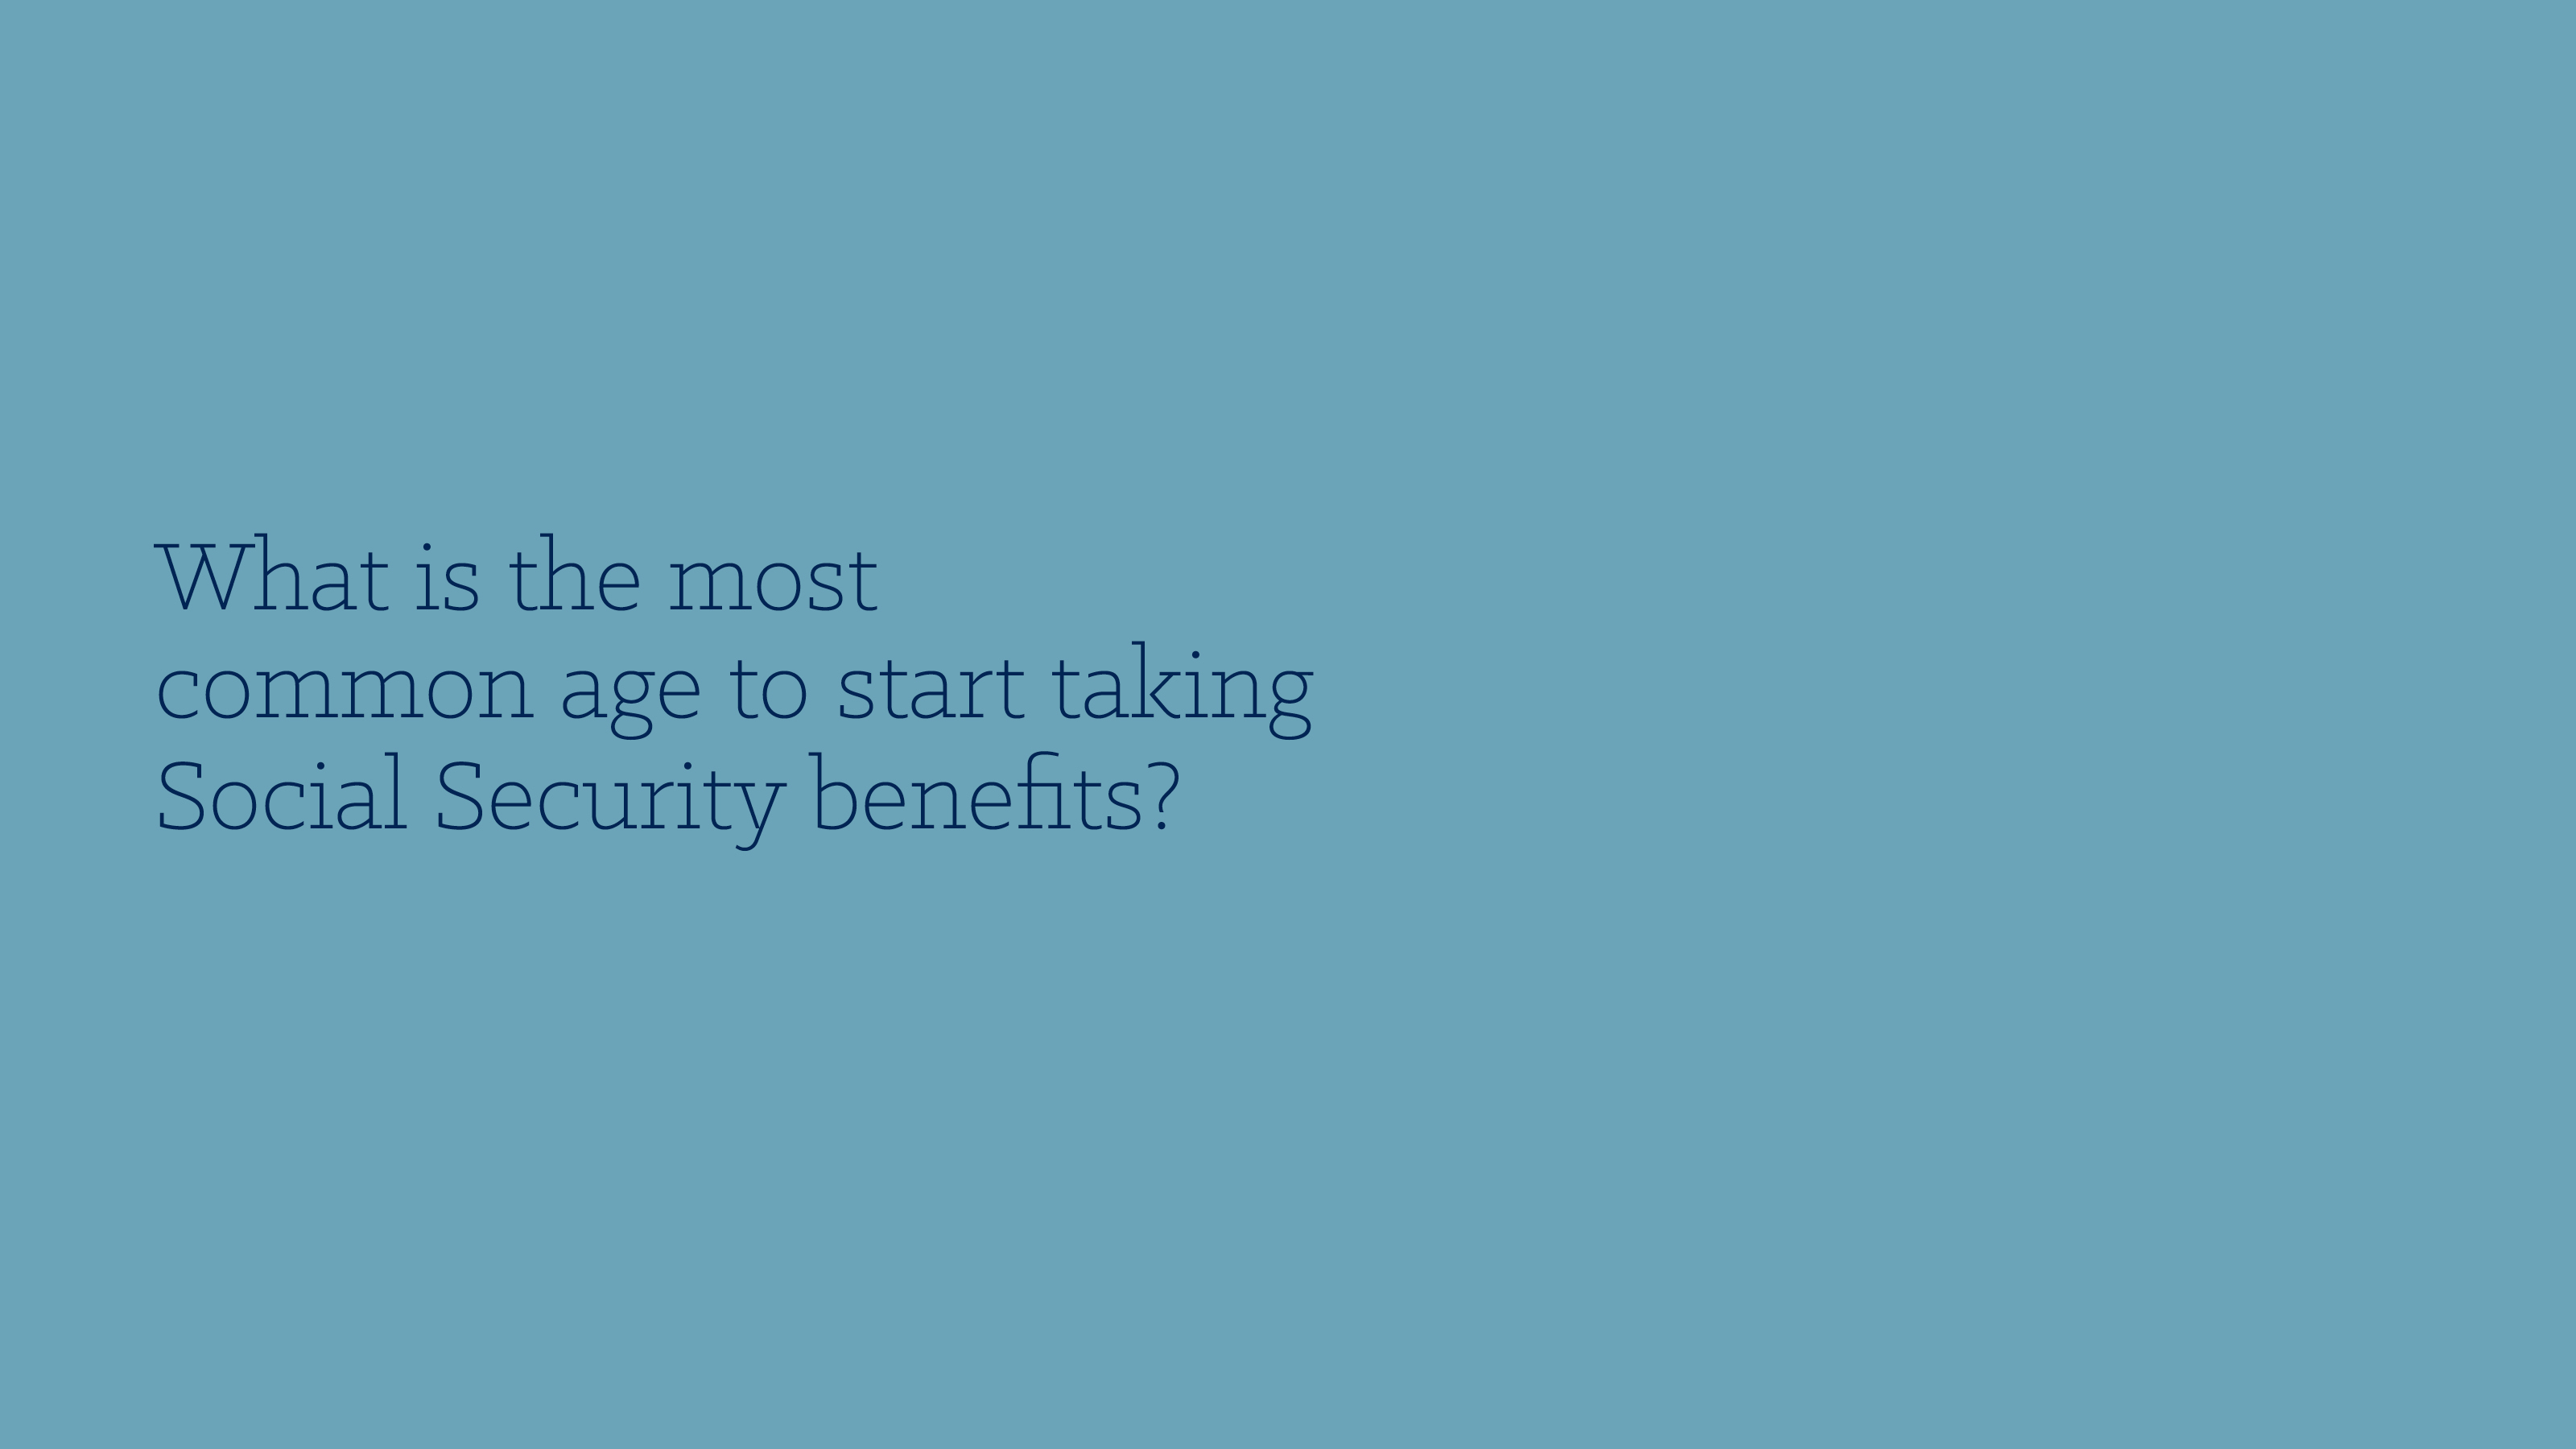 What is the most
common age to start taking
Social Security benefits?